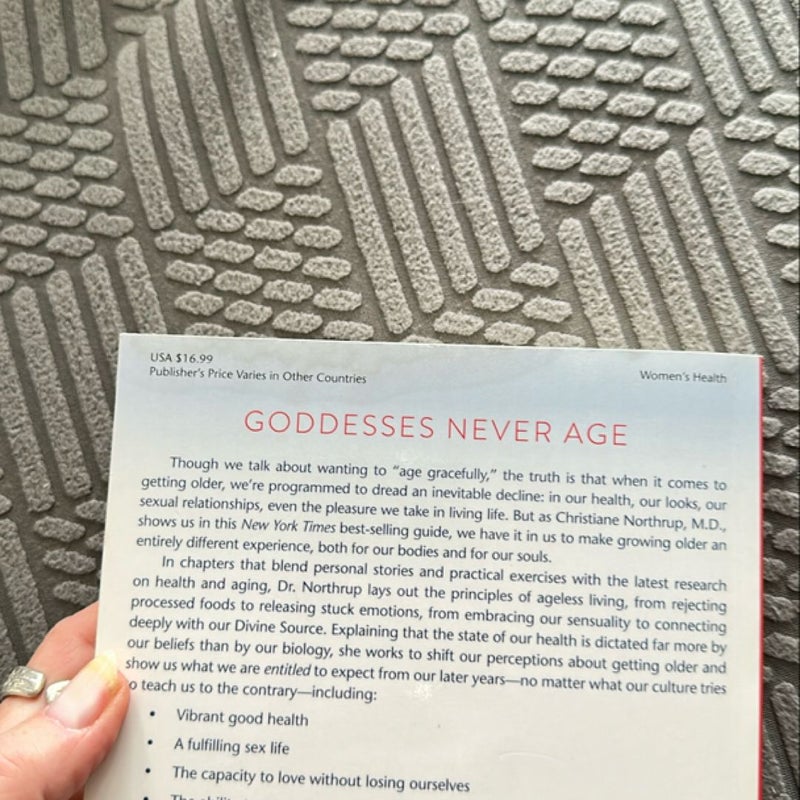 USA $16.99
Publisher's Price Varies in Other Countries
Women's Health
GODDESSES NEVER AGE
Though we talk about wanting to “age gracefully,” the truth is that when it comes to
getting older, we're programmed to dread an inevitable decline: in our health, our looks, our
sexual relationships, even the pleasure we take in living life. But as Christiane Northrup, M.D.,
shows us in this New York Times best-selling guide, we have it in us to make growing older an
entirely different experience, both for our bodies and for our souls.
In chapters that blend personal stories and practical exercises with the latest research
on health and aging, Dr. Northrup lays out the principles of ageless living, from rejecting
processed foods to releasing stuck emotions, from embracing our sensuality to connecting
deeply with our Divine Source. Explaining that the state of our health is dictated far more by
our beliefs than by our biology, she works to shift our perceptions about getting older and
show us what we are entitled to expect from our later years—no matter what our culture tries
o teach us to the contrary—including:
• Vibrant good health
• A fulfilling sex life
• The capacity to love without losing ourselves